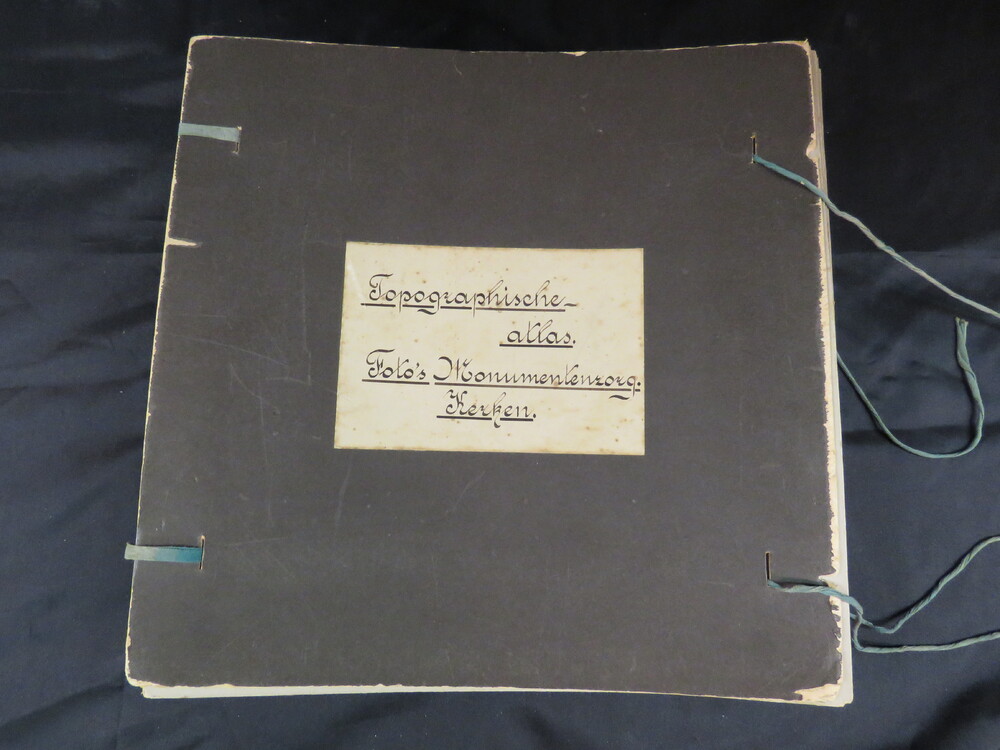 Topographische
atlas.
Foto's Monumentenzorg.
Kerken.